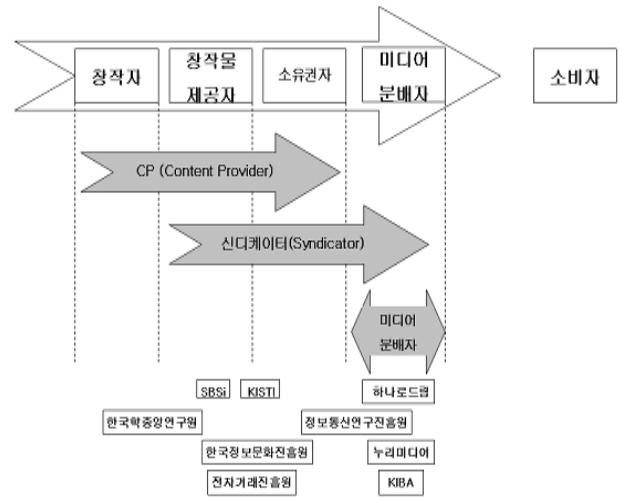 창작자
창작물
제공자
소유권자
미디어
분배자
소비자
CP (Content Provider)
신디케이터(Syndicator)
미디어
분배자
SBSi
KISTI
하나로드림
한국학중앙연구원
정보통신연구진흥원
한국정보문화진흥원
누리미디어
전자거래진흥원
KIBA